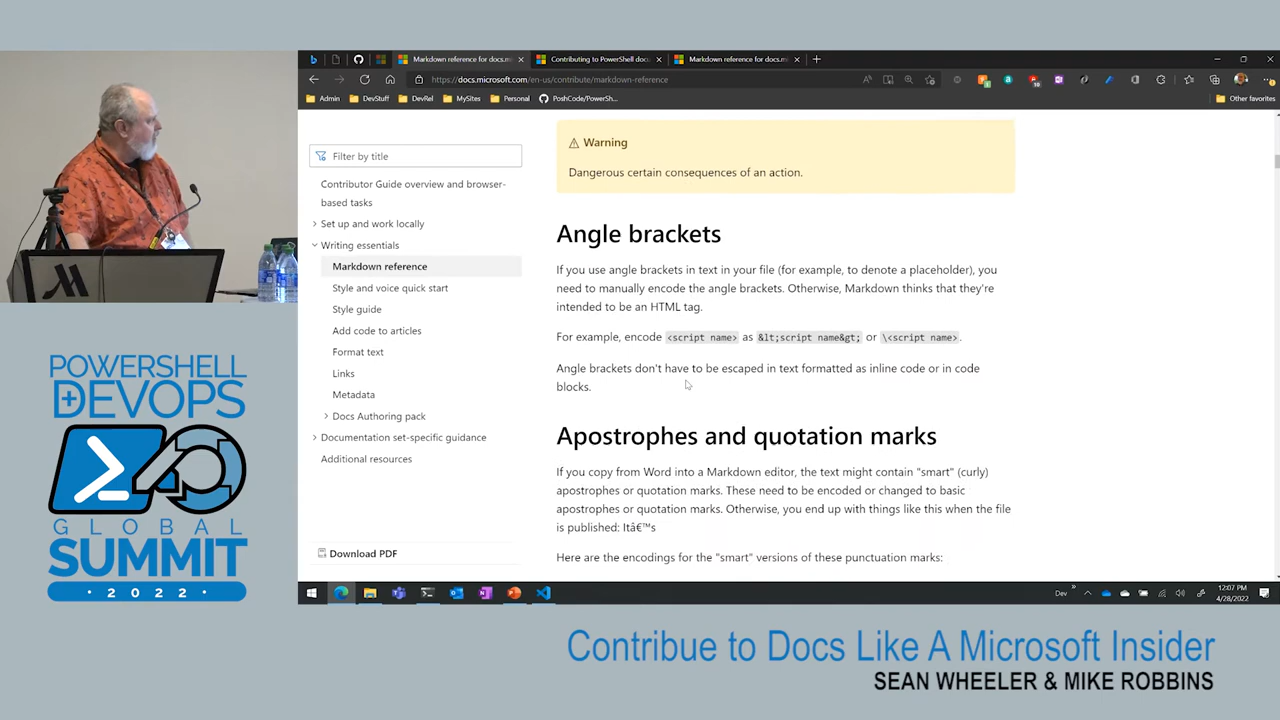 Markdown reference for docs.mi
Contributing to PowerShell docu
Markdown reference for docs.mi
https://docs.microsoft.com/en-us/contribute/markdown-reference
Admin
DevStuff
DevRel
MySites
Personal
PoshCode/PowerSh...
Other favorites
Filter by title
Contributor Guide overview and browser-
based tasks
Set up and work locally
Writing essentials
Markdown reference
Style and voice quick start
Style guide
Add code to articles
Format text
Links
Metadata
Docs Authoring pack
Documentation set-specific guidance
Additional resources
Download PDF
Warning
Dangerous certain consequences of an action.
Angle brackets
If you use angle brackets in text in your file (for example, to denote a placeholder), you
need to manually encode the angle brackets. Otherwise, Markdown thinks that they're
intended to be an HTML tag.
For example, encode <script name> as &lt;script name&gt; or \<script name>.
Angle brackets don't have to be escaped in text formatted as inline code or in code
blocks.
Apostrophes and quotation marks
If you copy from Word into a Markdown editor, the text might contain "smart" (curly)
apostrophes or quotation marks. These need to be encoded or changed to basic
apostrophes or quotation marks. Otherwise, you end up with things like this when the file
is published: Itâ€™s
Here are the encodings for the "smart" versions of these punctuation marks:
Dev
12:07 PM
4/28/2022
POWERSHELL
DEVOPS
GLOBAL
SUMMIT
· 2022 ·
Contribue to Docs Like A Microsoft Insider
SEAN WHEELER & MIKE ROBBINS